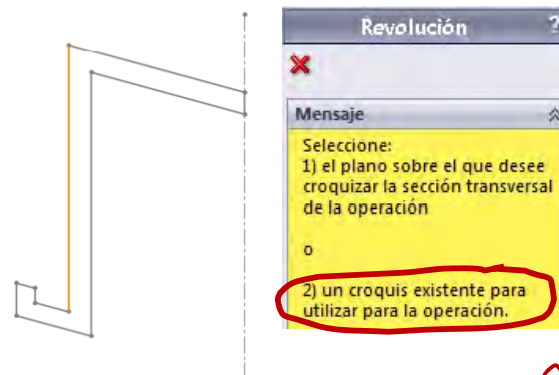 Revolución ?
Mensaje
Seleccione:
1) el plano sobre el que desee
croquizar la sección transversal
de la operación
o
2) un croquis existente para
utilizar para la operación.